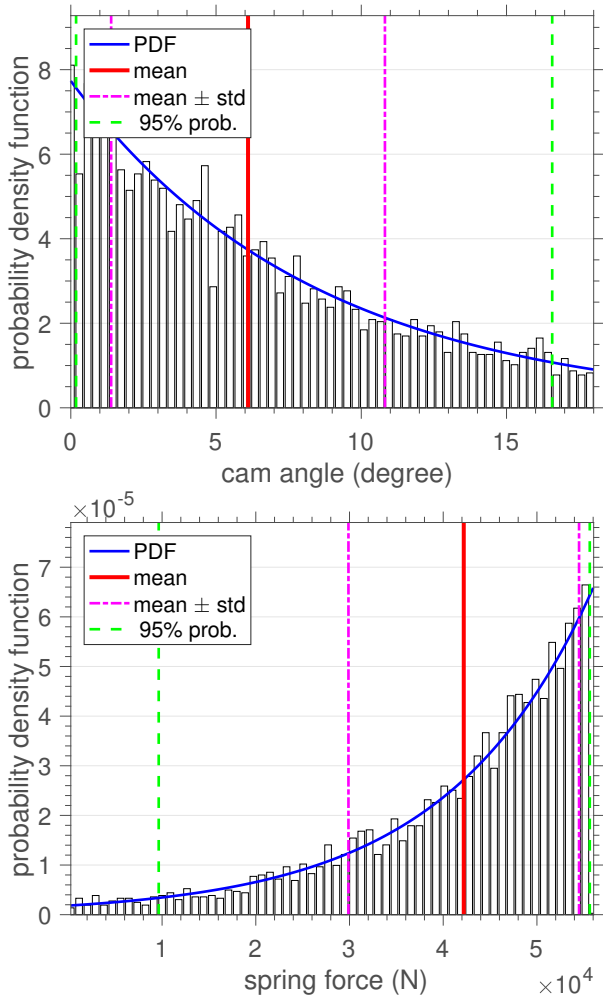 probability density function
8
6
4
2
0
PDF
mean
mean ± std
95% prob.
0 5 10 15
cam angle (degree)
×10⁻⁵
probability density function
7
6
5
4
3
2
1
0
PDF
mean
mean ± std
95% prob.
1 2 3 4 5
×10⁴
spring force (N)